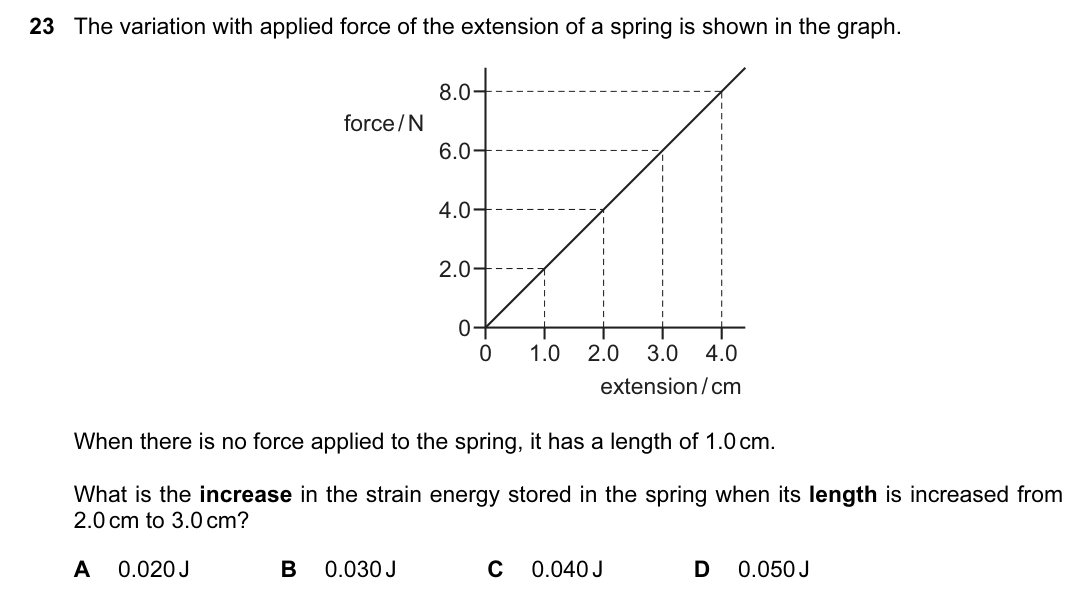 23 The variation with applied force of the extension of a spring is shown in the graph.
8.0
force/N
6.0
4.0
2.0
0
0 1.0 2.0 3.0 4.0
extension/cm
When there is no force applied to the spring, it has a length of 1.0 cm.
What is the increase in the strain energy stored in the spring when its length is increased from
2.0 cm to 3.0 cm?
A 0.020 J B 0.030 J C 0.040 J D 0.050 J